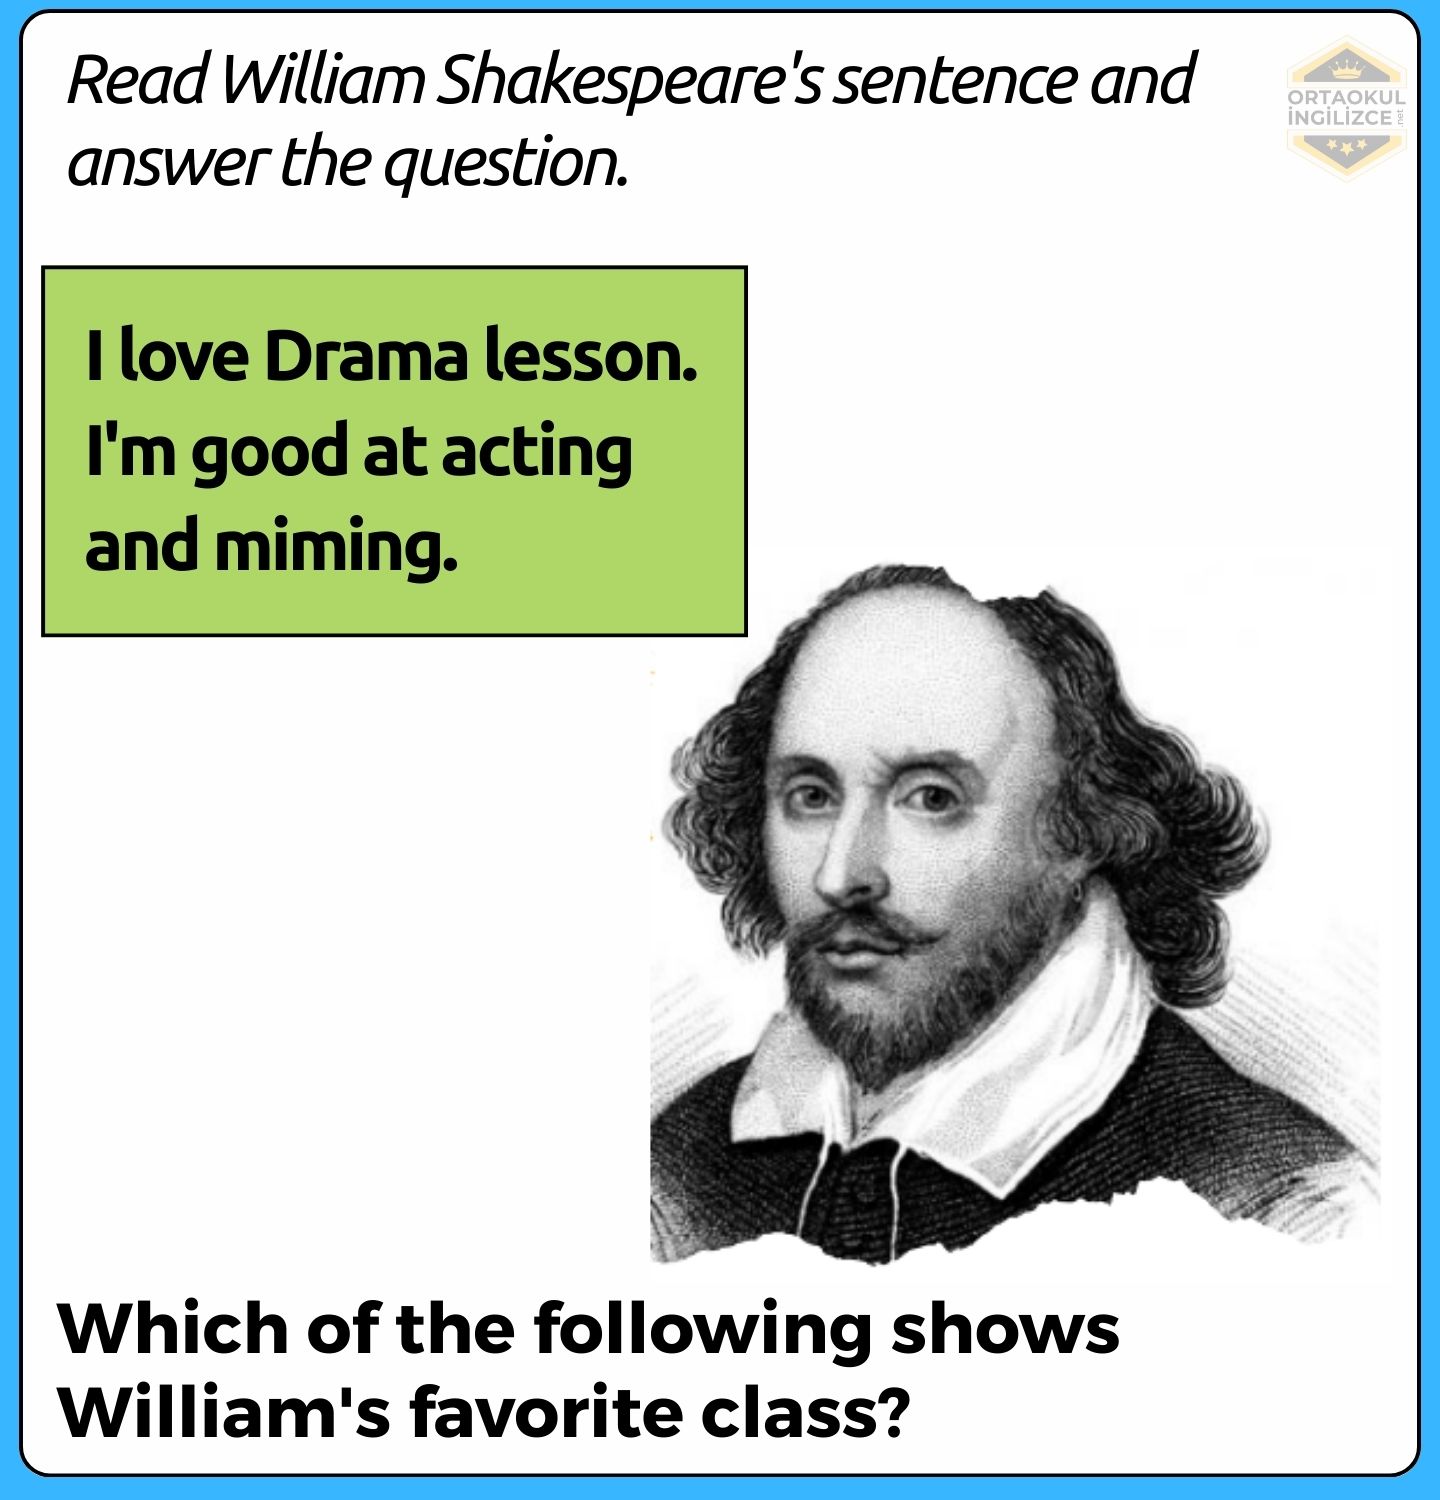 Read William Shakespeare's sentence and
answer the question.
ORTAOKUL
İNGİLİZCE
.net
I love Drama lesson.
I'm good at acting
and miming.
Which of the following shows
William's favorite class?